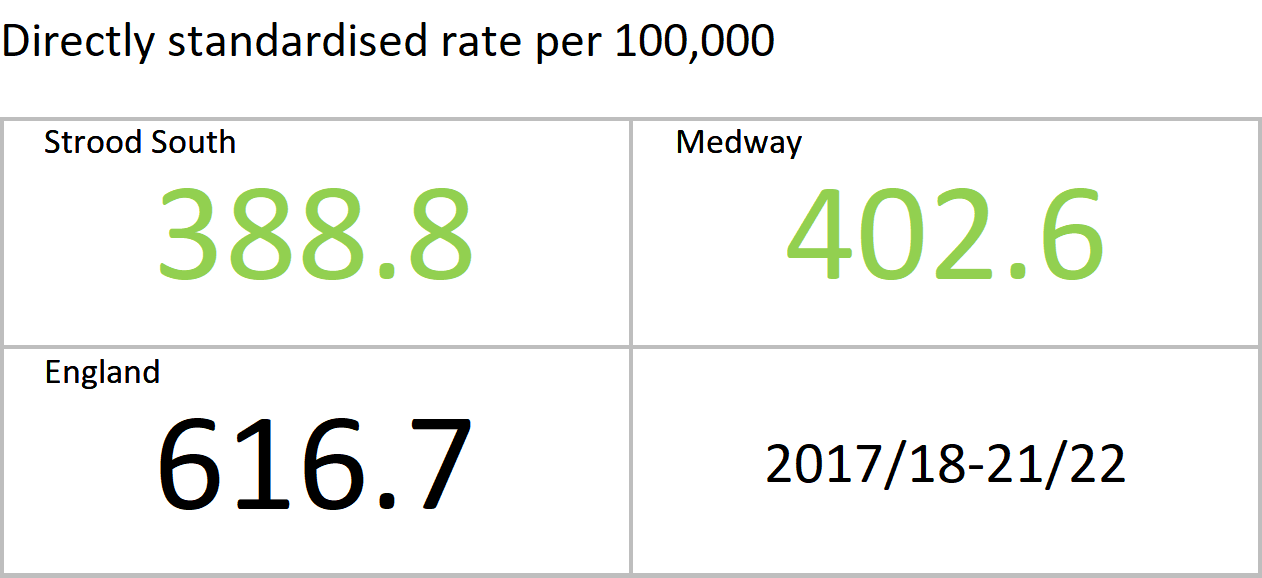 Directly standardised rate per 100,000
Strood South
388.8
Medway
402.6
England
616.7
2017/18-21/22